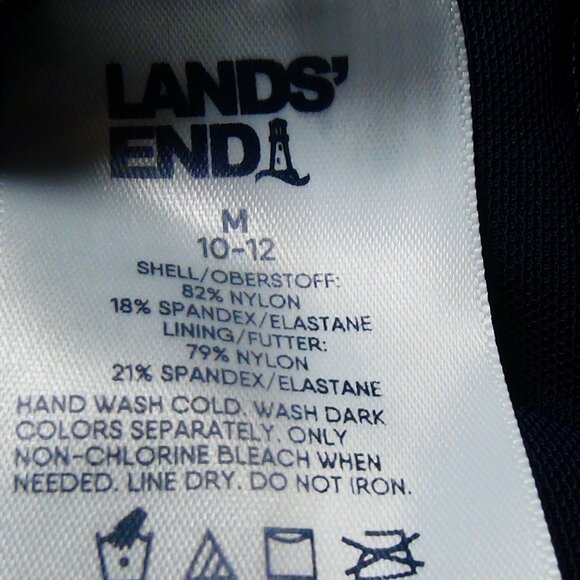 LANDS'
END
M
10-12
SHELL/OBERSTOFF:
82% NYLON
18% SPANDEX/ELASTANE
LINING/FUTTER:
79% NYLON
21% SPANDEX/ELASTANE
HAND WASH COLD. WASH DARK
COLORS SEPARATELY. ONLY
NON-CHLORINE BLEACH WHEN
NEEDED. LINE DRY. DO NOT IRON.